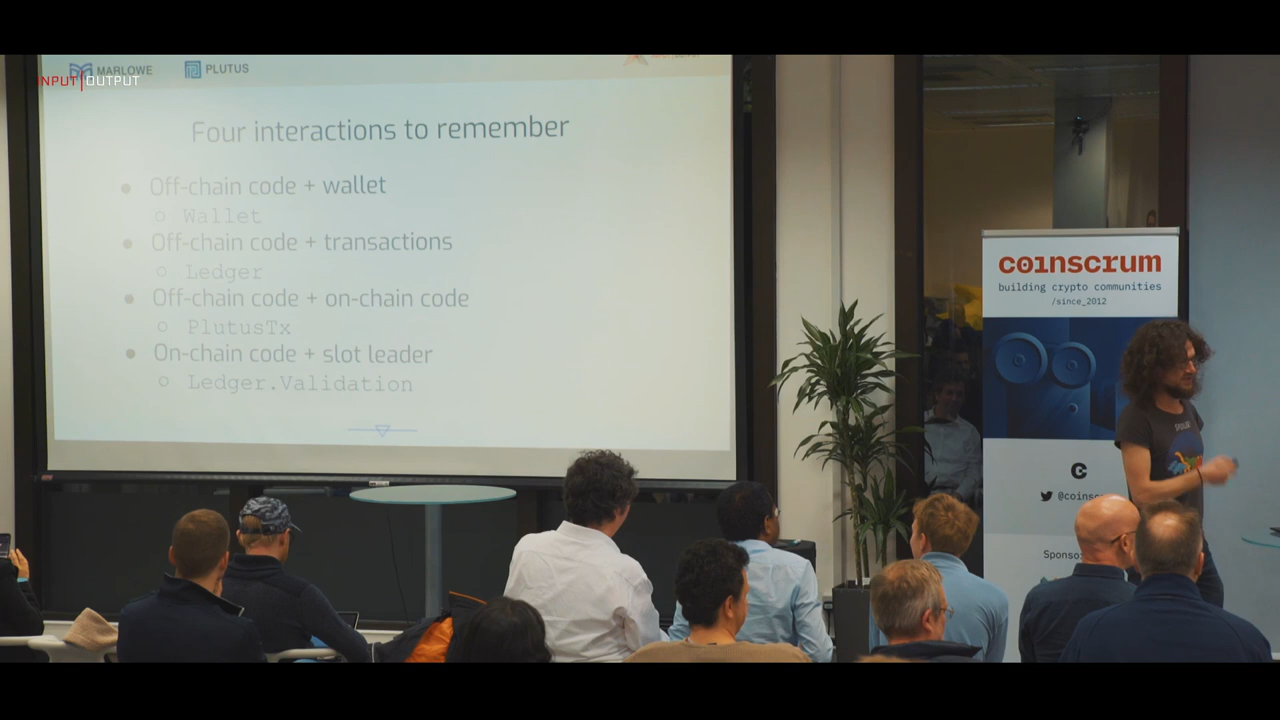 MARLOWE
PLUTUS
INPUT OUTPUT
Four interactions to remember
Off-chain code + wallet
Wallet
Off-chain code + transactions
Ledger
Off-chain code + on-chain code
PlutusTx
On-chain code + slot leader
Ledger.Validation
coinscrum
building crypto communities
/since_2012